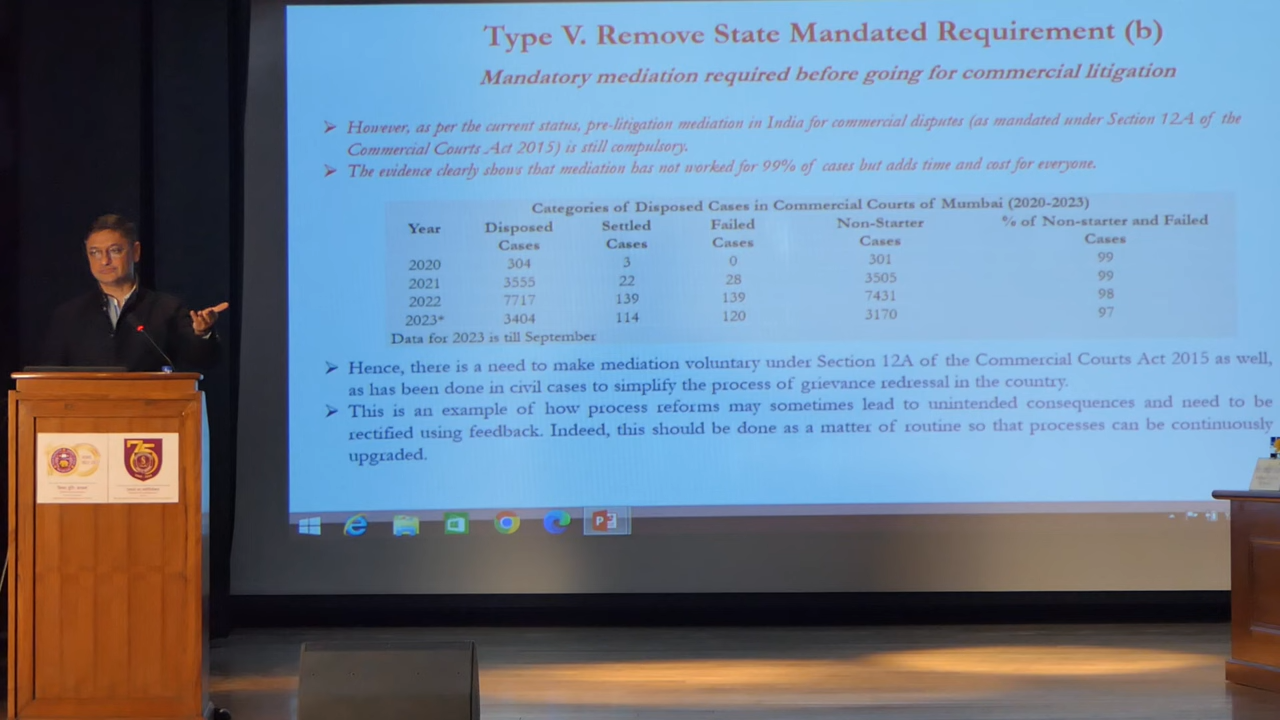 Type V. Remove State Mandated Requirement (b)
Mandatory mediation required before going for commercial litigation
➢ However, as per the current status, pre-litigation mediation in India for commercial disputes (as mandated under Section 12A of the
Commercial Courts Act 2015) is still compulsory.
➢ The evidence clearly shows that mediation has not worked for 99% of cases but adds time and cost for everyone.
Categories of Disposed Cases in Commercial Courts of Mumbai (2020-2023)
Year Disposed Cases Settled Cases Failed Cases Non-Starter Cases % of Non-starter and Failed Cases
2020 304 3 0 301 99
2021 3555 22 28 3505 99
2022 7717 139 139 7431 98
2023* 3404 114 120 3170 97
Data for 2023 is till September
➢ Hence, there is a need to make mediation voluntary under Section 12A of the Commercial Courts Act 2015 as well,
as has been done in civil cases to simplify the process of grievance redressal in the country.
➢ This is an example of how process reforms may sometimes lead to unintended consequences and need to be
rectified using feedback. Indeed, this should be done as a matter of routine so that processes can be continuously
upgraded.
75